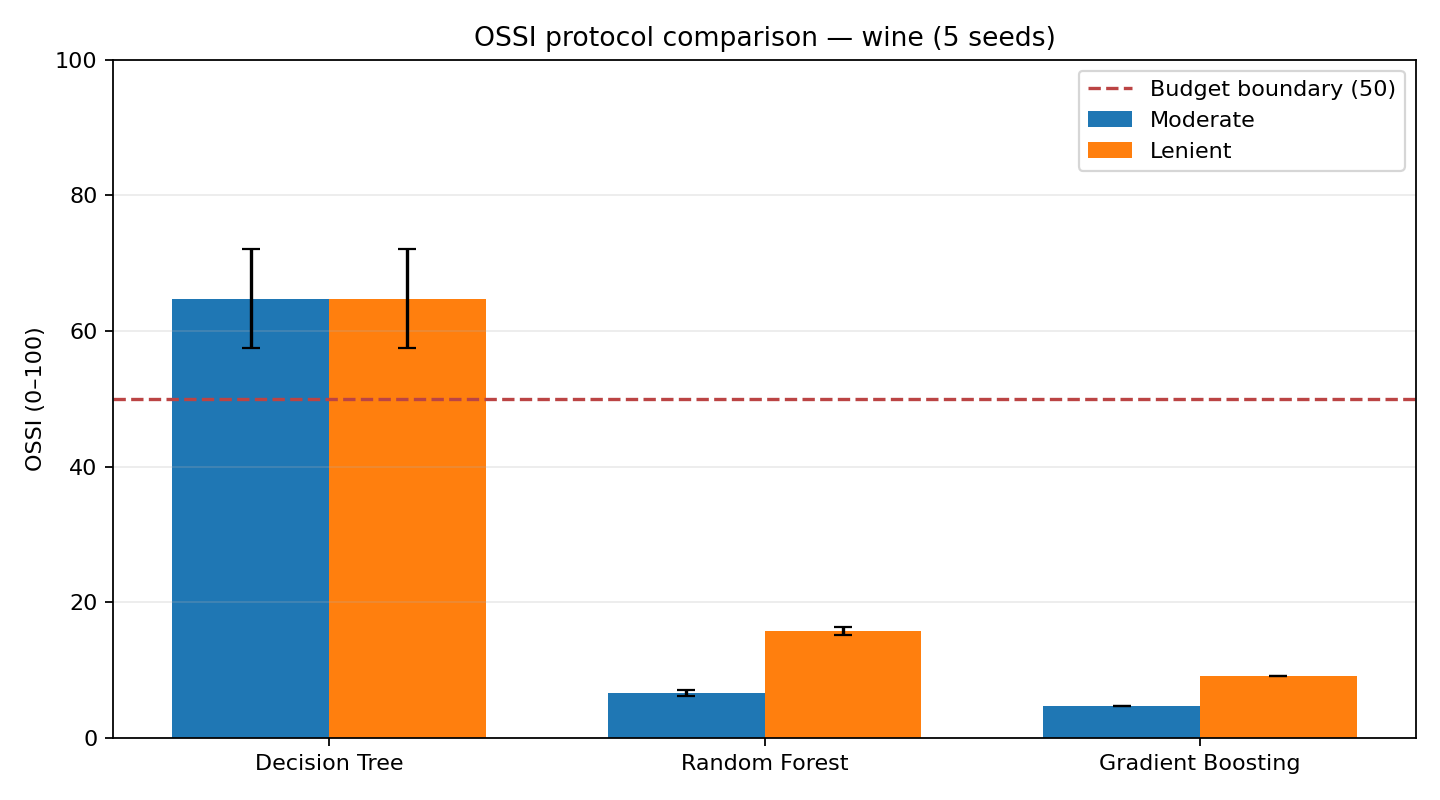 OSSI protocol comparison — wine (5 seeds)
Budget boundary (50)
Moderate
Lenient
OSSI (0–100)
100
80
60
40
20
0
Decision Tree
Random Forest
Gradient Boosting